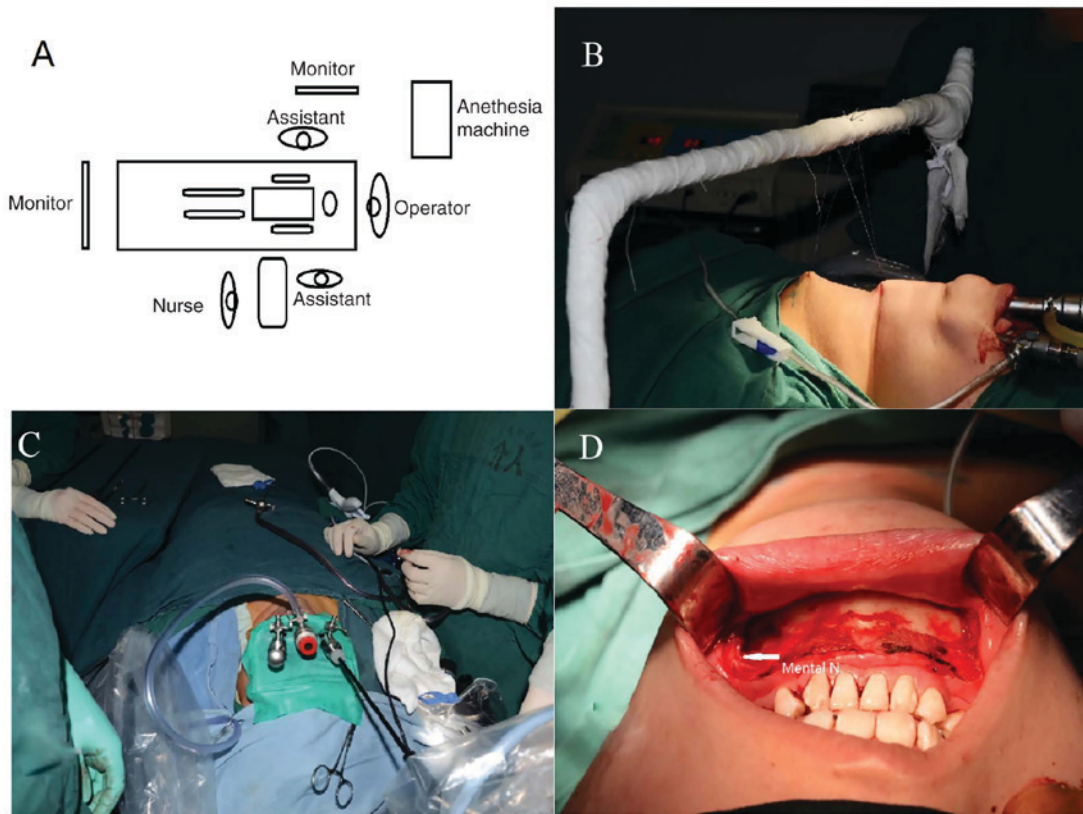 A
Monitor
Assistant
Anethesia
machine
Monitor
Operator
Nurse
Assistant
B
C
D
Mental N